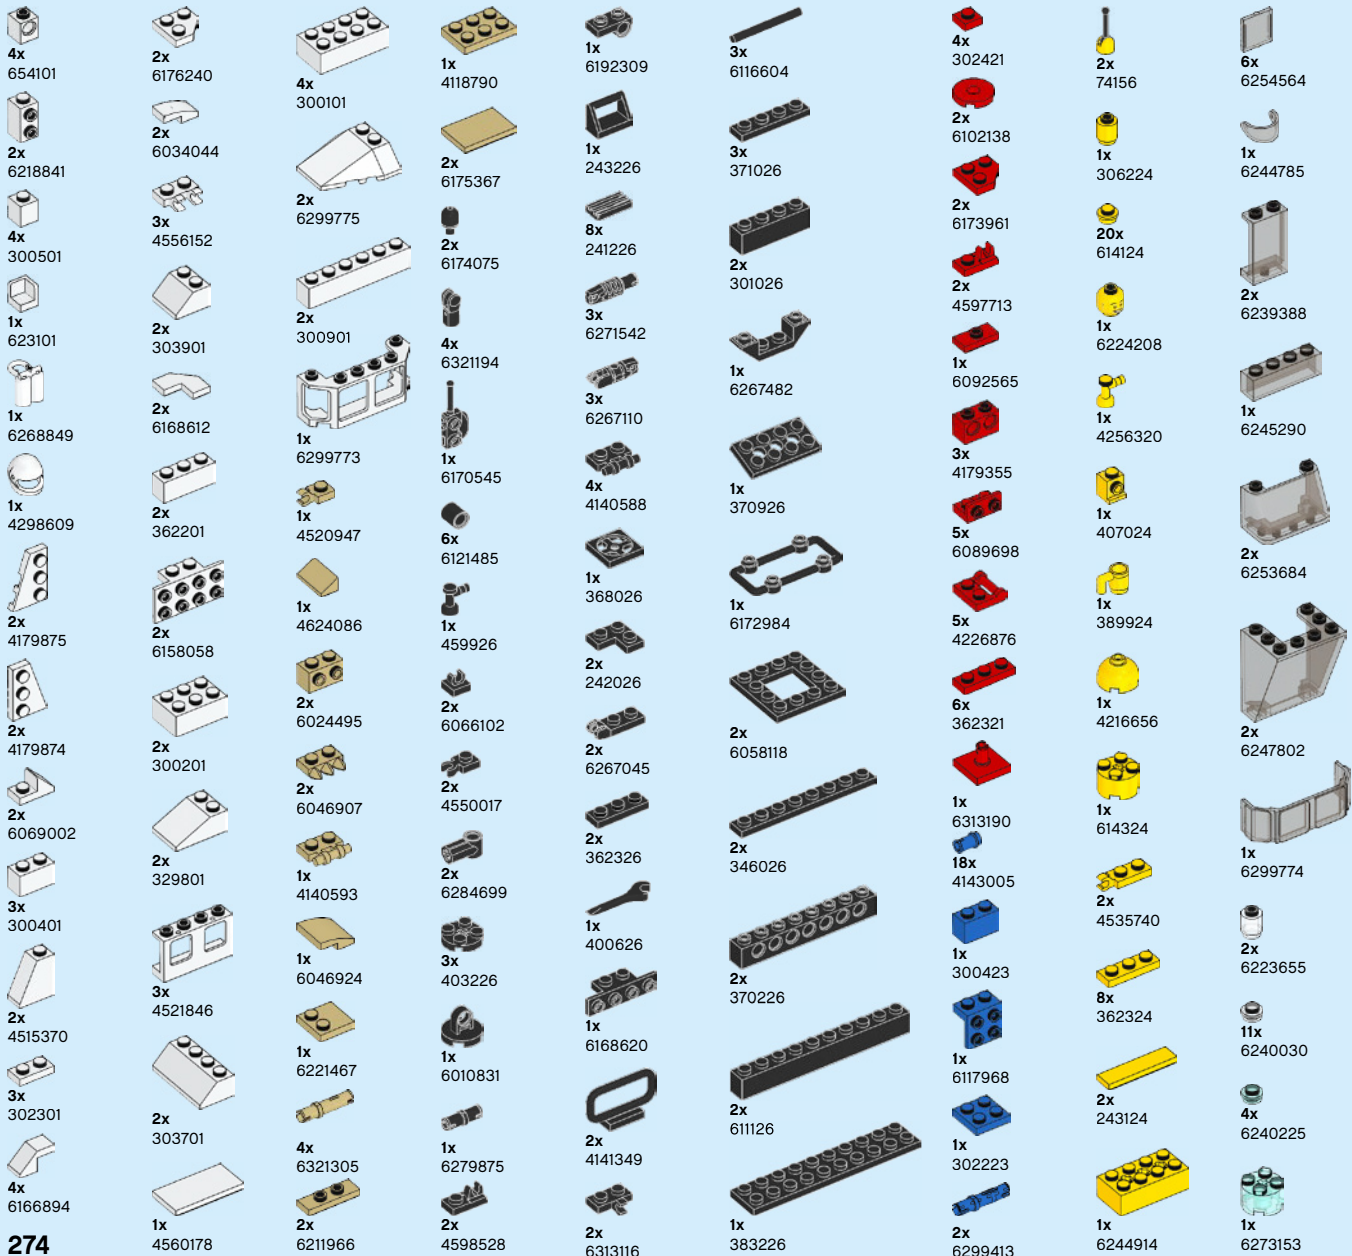 4x
654101
2x
6218841
4x
300501
1x
623101
1x
6268849
1x
4298609
2x
4179875
2x
4179874
2x
6069002
3x
300401
2x
4515370
3x
302301
4x
6166894
274
2x
6176240
2x
6034044
3x
4556152
2x
303901
2x
6168612
2x
362201
2x
6158058
2x
300201
2x
329801
3x
4521846
2x
303701
1x
4560178
4x
300101
2x
6299775
2x
300901
1x
6299773
1x
4520947
1x
4624086
2x
6024495
2x
6046907
1x
4140593
1x
6046924
1x
6221467
4x
6321305
2x
6211966
1x
4118790
2x
6175367
2x
6174075
4x
6321194
1x
6170545
6x
6121485
1x
459926
2x
6066102
2x
4550017
2x
6284699
3x
403226
1x
6010831
1x
6279875
2x
4598528
1x
6192309
1x
243226
8x
241226
3x
6271542
3x
6267110
4x
4140588
1x
368026
2x
242026
2x
6267045
2x
362326
1x
400626
1x
6168620
2x
4141349
2x
6313116
3x
6116604
3x
371026
2x
301026
1x
6267482
1x
370926
1x
6172984
2x
6058118
2x
346026
2x
370226
2x
611126
1x
383226
4x
302421
2x
6102138
2x
6173961
2x
4597713
1x
6092565
3x
4179355
5x
6089698
5x
4226876
6x
362321
1x
6313190
18x
4143005
1x
300423
1x
6117968
1x
302223
2x
6299413
2x
74156
1x
306224
20x
614124
1x
6224208
1x
4256320
1x
407024
1x
389924
1x
4216656
1x
614324
2x
4535740
8x
362324
2x
243124
1x
6244914
6x
6254564
1x
6244785
2x
6239388
1x
6245290
2x
6253684
2x
6247802
1x
6299774
2x
6223655
11x
6240030
4x
6240225
1x
6273153